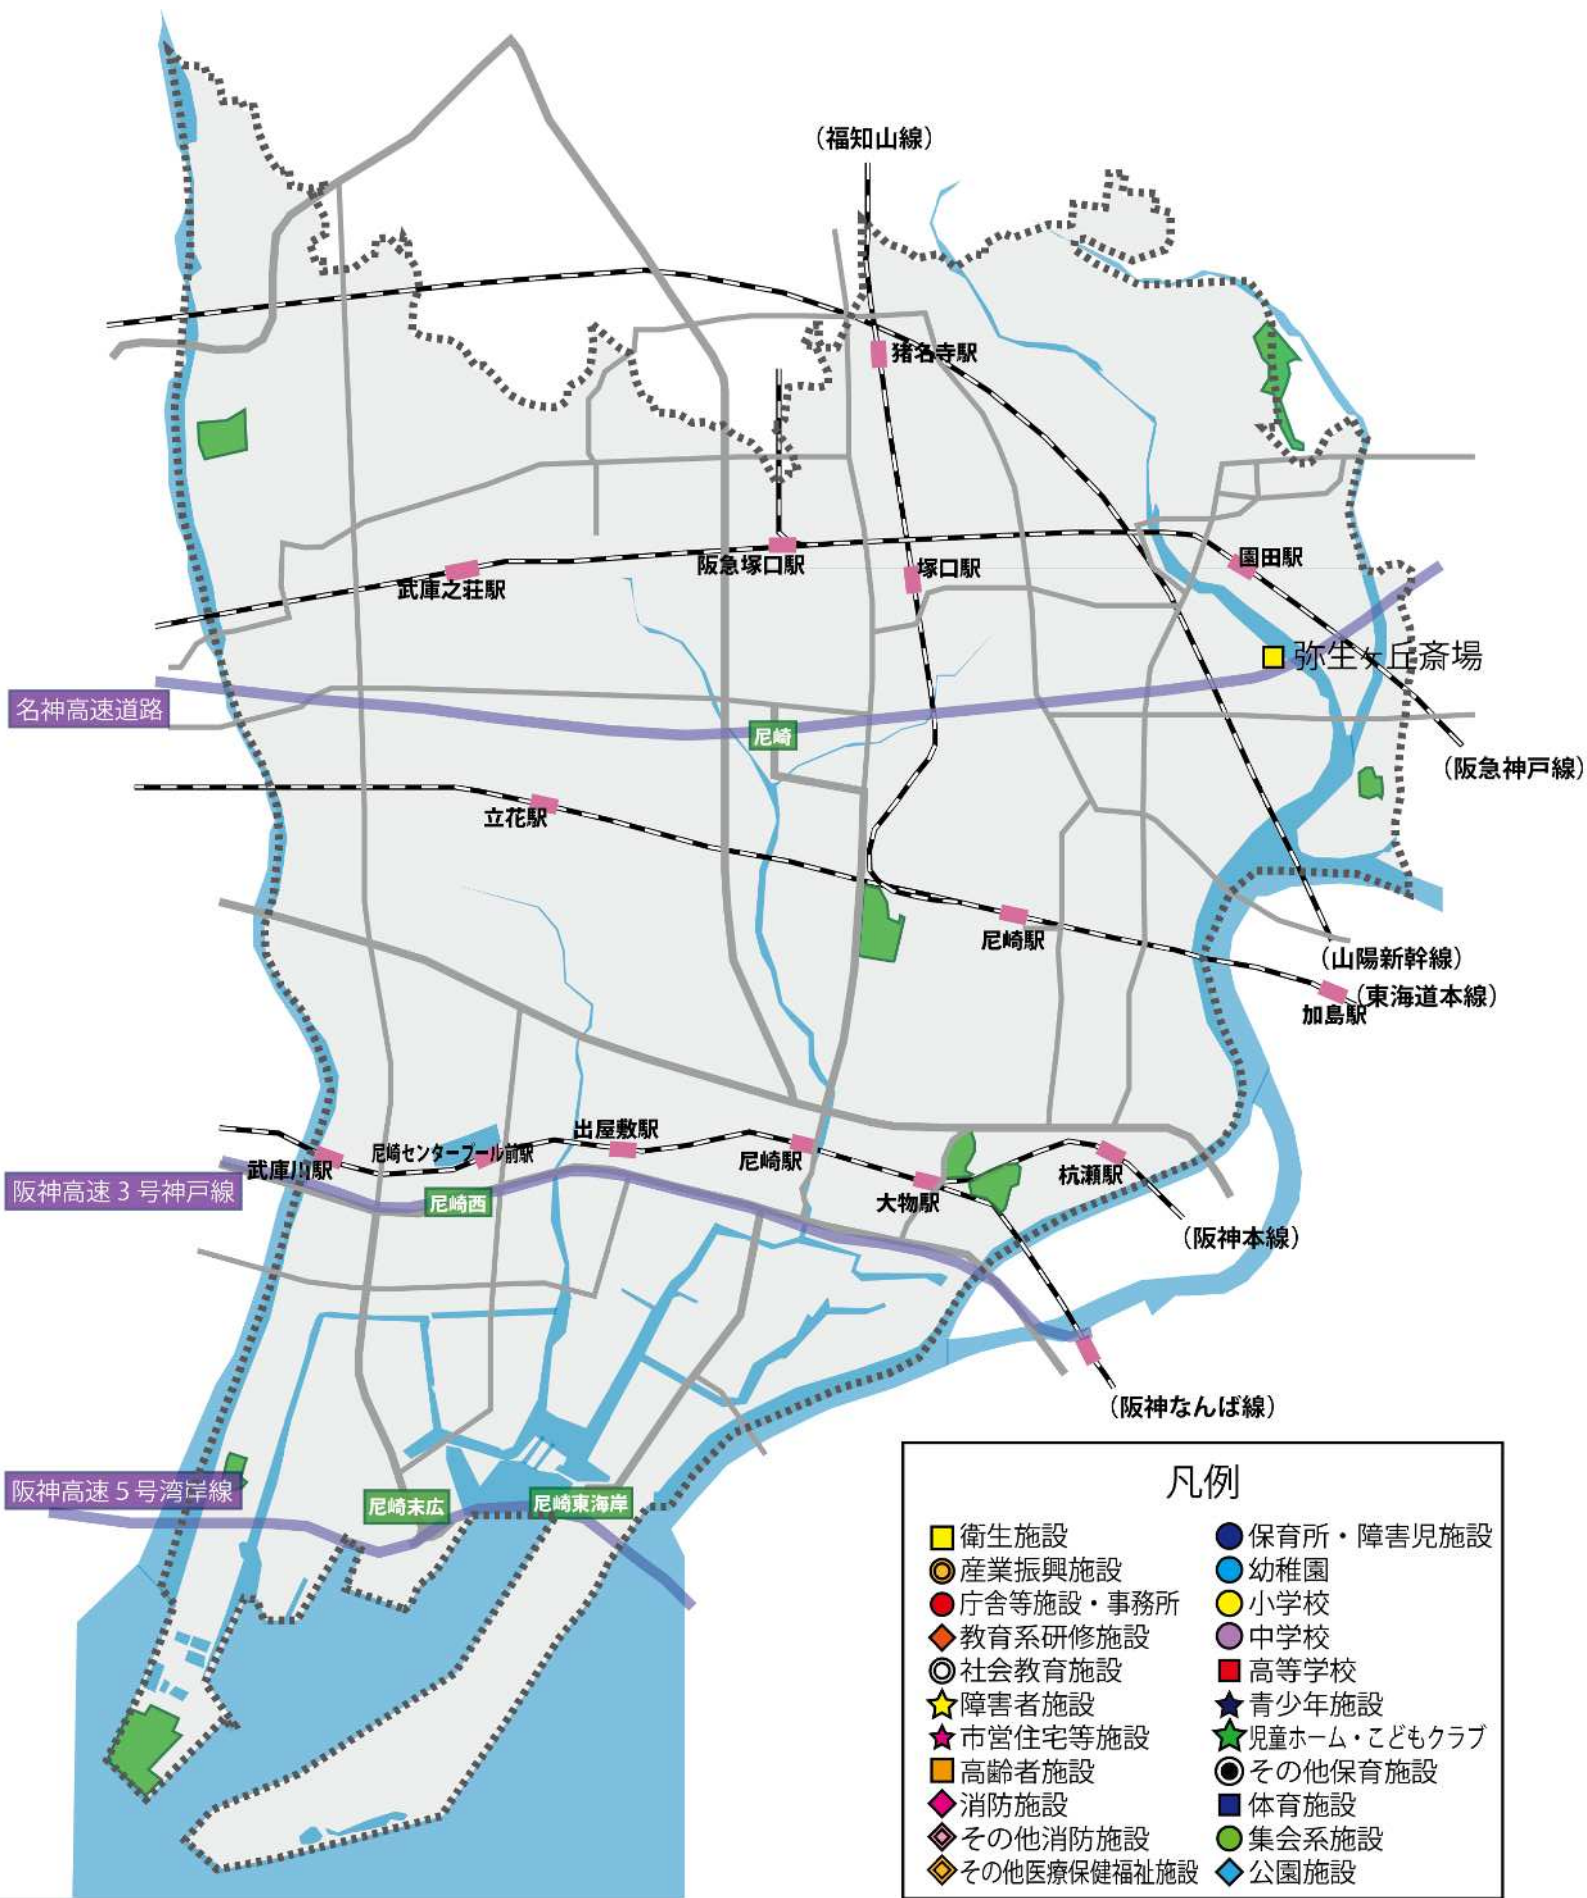 （福知山線）
猪名寺駅
阪急塚口駅
塚口駅
園田駅
武庫之荘駅
弥生ヶ丘斎場
名神高速道路
尼崎
（阪急神戸線）
立花駅
尼崎駅
（山陽新幹線）
（東海道本線）
加島駅
出屋敷駅
尼崎センタープール前駅
武庫川駅
尼崎駅
杭瀬駅
大物駅
阪神高速３号神戸線
尼崎西
（阪神本線）
（阪神なんば線）
阪神高速５号湾岸線
尼崎末広
尼崎東海岸
凡例
衛生施設
産業振興施設
庁舎等施設・事務所
教育系研修施設
社会教育施設
障害者施設
市営住宅等施設
高齢者施設
消防施設
その他消防施設
その他医療保健福祉施設
保育所・障害児施設
幼稚園
小学校
中学校
高等学校
青少年施設
児童ホーム・こどもクラブ
その他保育施設
体育施設
集会系施設
公園施設